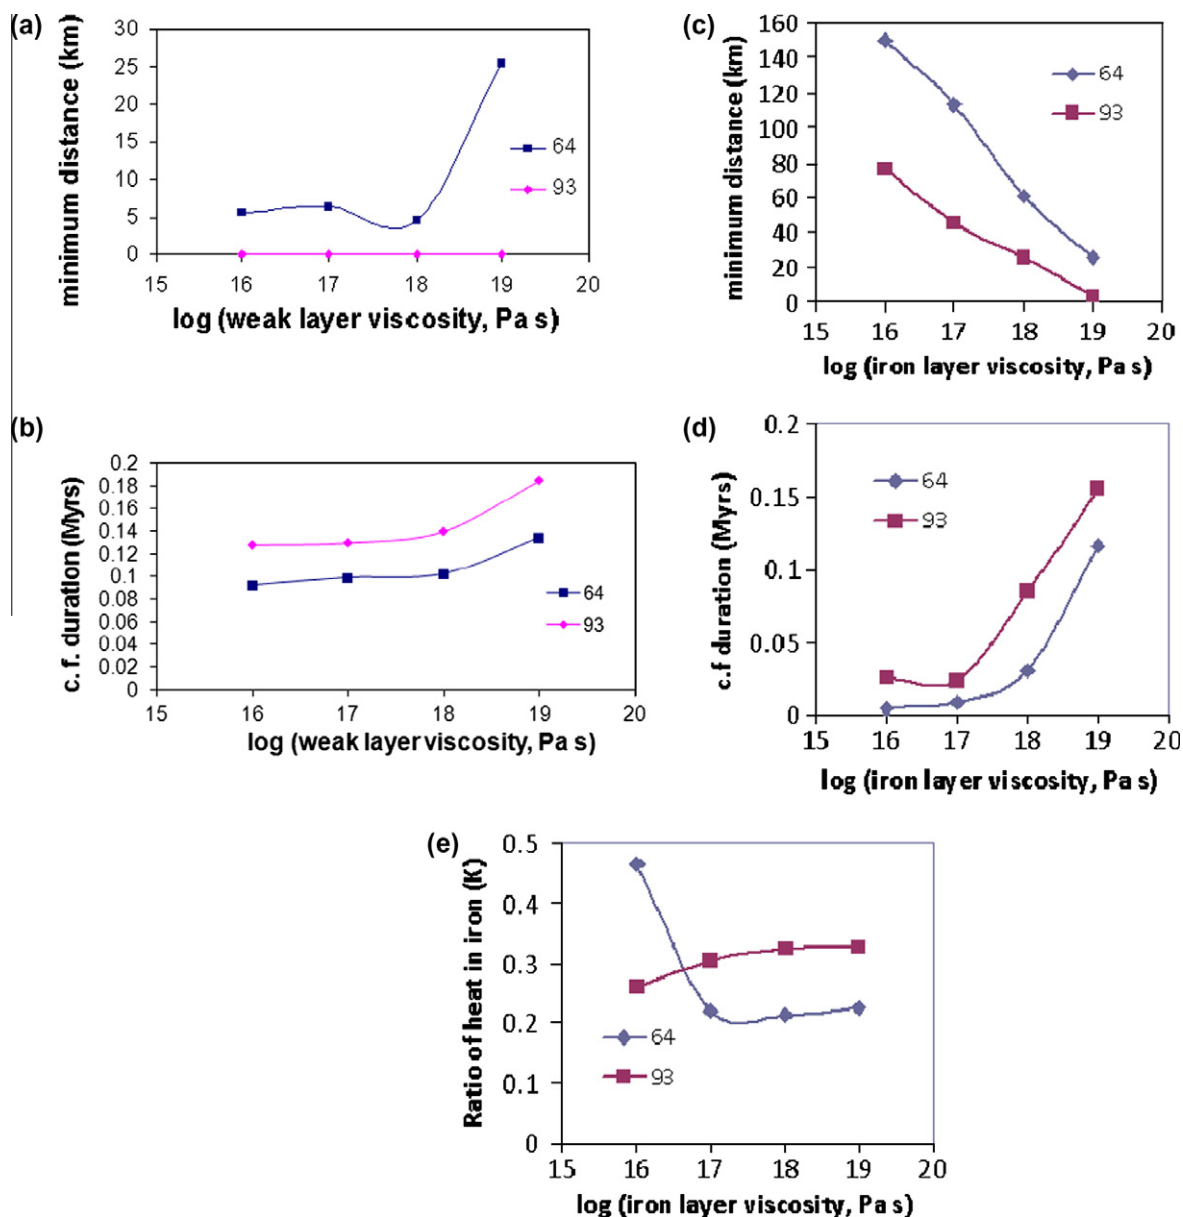 (a)
minimum distance (km)
30
25
20
15
10
5
0
15 16 17 18 19 20
log (weak layer viscosity, Pa s)
64
93
(c)
minimum distance (km)
160
140
120
100
80
60
40
20
0
15 16 17 18 19 20
log (iron layer viscosity, Pa s)
64
93
(b)
c.f. duration (Myrs)
0.2
0.18
0.16
0.14
0.12
0.1
0.08
0.06
0.04
0.02
0
15 16 17 18 19 20
log (weak layer viscosity, Pa s)
64
93
(d)
c.f duration (Myrs)
0.2
0.15
0.1
0.05
0
15 16 17 18 19 20
log (iron layer viscosity, Pa s)
64
93
(e)
Ratio of heat in iron (K)
0.5
0.4
0.3
0.2
0.1
0
15 16 17 18 19 20
log (iron layer viscosity, Pa s)
64
93